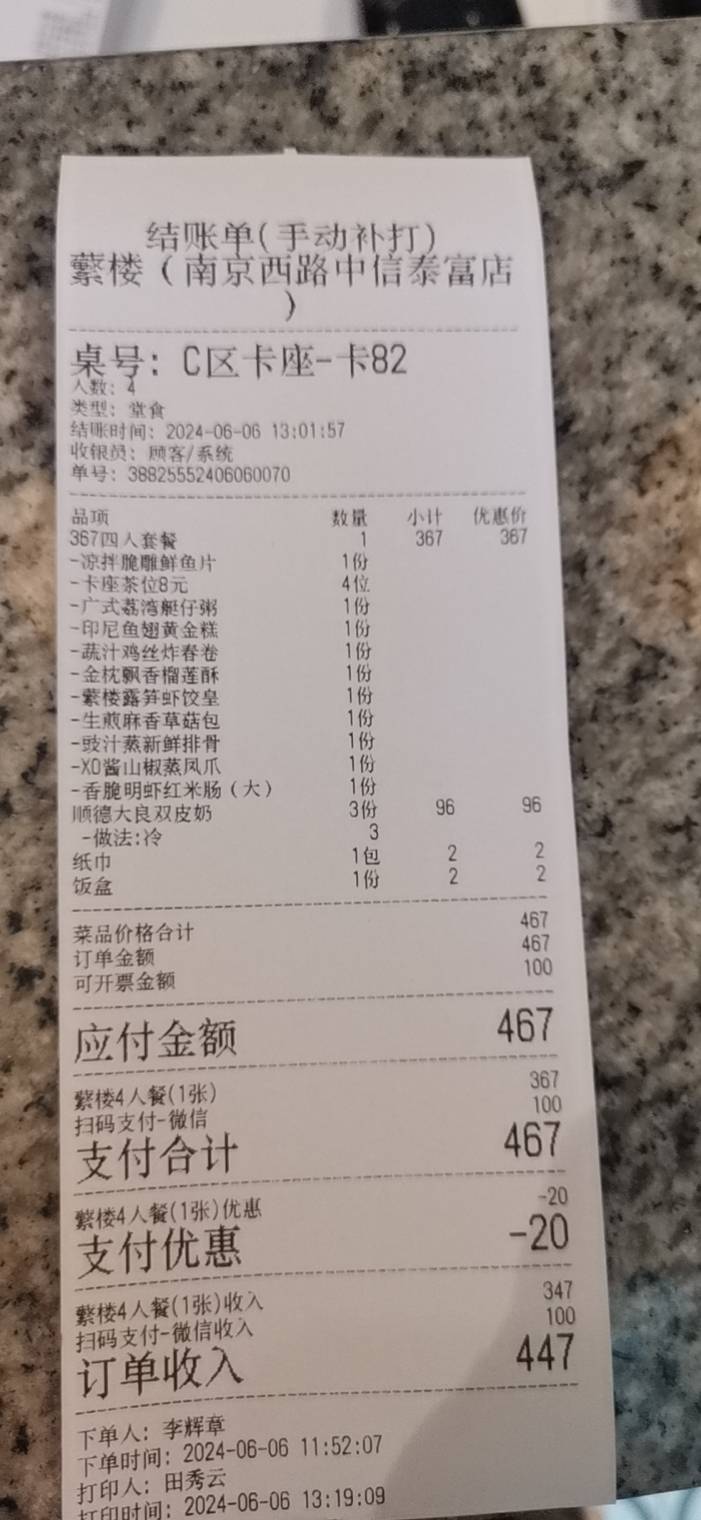 结账单(手动补打)
蘩楼（南京西路中信泰富店
）
桌号: C区卡座-卡82
人数: 4
类型: 堂食
结账时间: 2024-06-06 13:01:57
收银员: 顾客/系统
单号: 38825552406060070
品项 数量 小计 优惠价
367四人套餐 1 367 367
-凉拌脆雕鲜鱼片 1份
-卡座茶位8元 4位
-广式荔湾艇仔粥 1份
-印尼鱼翅黄金糕 1份
-蔬汁鸡丝炸春卷 1份
-金枕飘香榴莲酥 1份
-蘩楼露笋虾饺皇 1份
-生煎麻香草菇包 1份
-豉汁蒸新鲜排骨 1份
-XO酱山椒蒸凤爪 1份
-香脆明虾红米肠（大） 1份
顺德大良双皮奶 3份 96 96
-做法:冷 3
纸巾 1包 2 2
饭盒 1份 2 2
菜品价格合计 467
订单金额 467
可开票金额 100
应付金额 467
蘩楼4人餐(1张) 367
扫码支付-微信 100
支付合计 467
蘩楼4人餐(1张)优惠 -20
支付优惠 -20
蘩楼4人餐(1张)收入 347
扫码支付-微信收入 100
订单收入 447
下单人: 李辉章
下单时间: 2024-06-06 11:52:07
打印人: 田秀云
打印时间: 2024-06-06 13:19:09